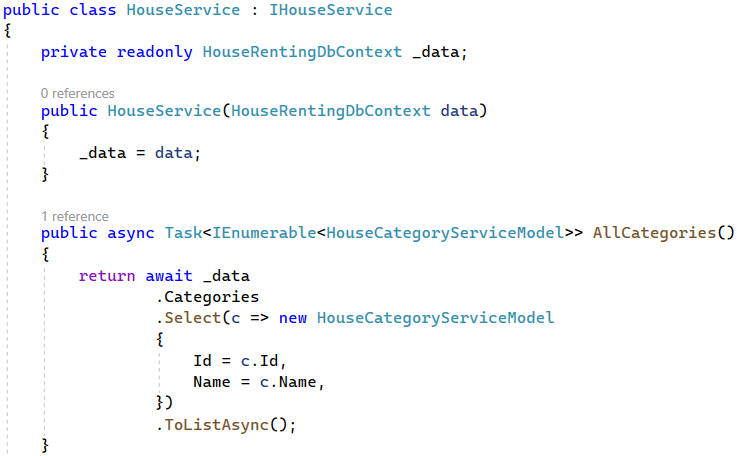 public class HouseService : IHouseService
{
    private readonly HouseRentingDbContext _data;
    0 references
    public HouseService(HouseRentingDbContext data)
    {
        _data = data;
    }
    1 reference
    public async Task<IEnumerable<HouseCategoryServiceModel>> AllCategories()
    {
        return await _data
                .Categories
                .Select(c => new HouseCategoryServiceModel
                {
                    Id = c.Id,
                    Name = c.Name,
                })
                .ToListAsync();
    }